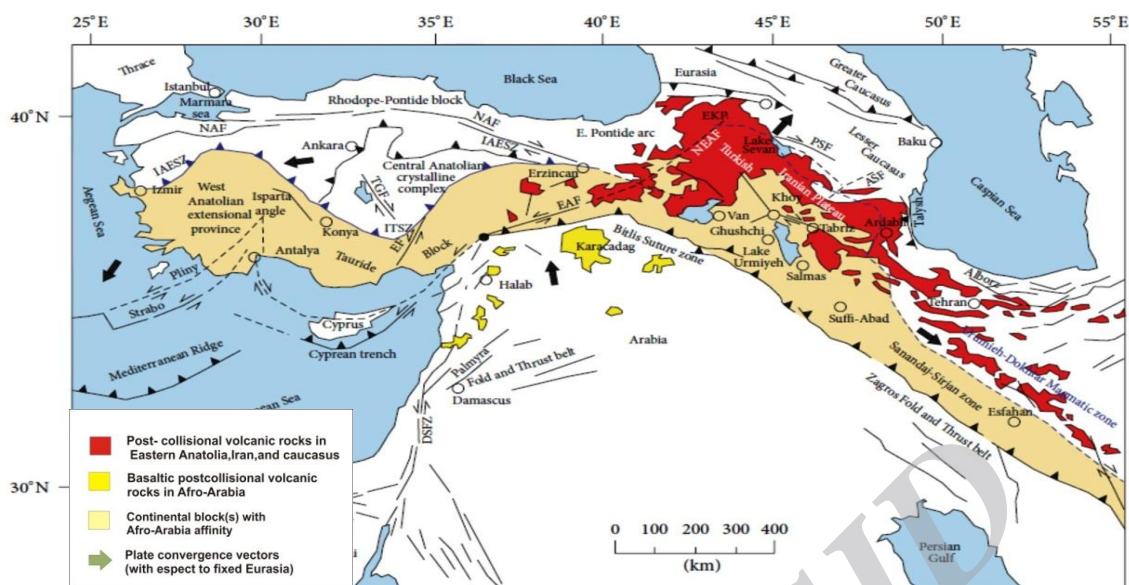 25°E
30°E
35°E
40°E
45°E
50°E
55°E
40°N
30°N
Thrace
Istanbul
Marmara
sea
NAF
Rhodope-Pontide block
Black Sea
NAF
IAESZ
Eurasia
Greater
Caucasus
EKP.
E. Pontide arc
Lake
Sevan
PSF
Lesser
Caucasus
Baku
NEAF
Turkish
Iranian Plateau
ASF
Talysh
Caspian Sea
Aegean Sea
IAESZ
Izmir
West
Anatolian
extensional
province
Isparta
angle
Ankara
Central Anatolian
crystalline
complex
TGF
Erzincan
EAF
Konya
ITSZ
EF
Block
Tauride
Antalya
Van
Khoy
Ghushchi
Tabriz
Ardabil
Lake
Urmiyeh
Salmas
Bitlis Suture zone
Karacadag
Pliny
Strabo
Halab
Cyprus
Cyprean trench
Mediterranean Ridge
Palmyra
Fold and Thrust belt
Damascus
DSFZ
Arabia
Suffi-Abad
Alborz
Tehran
Urumieh-Dokhtar Magmatic zone
Sanandaj-Sirjan zone
Esfahan
Zagros Fold and Thrust belt
Persian
Gulf
ean Sea
Post- collisional volcanic rocks in
Eastern Anatolia,Iran,and caucasus
Basaltic postcollisional volcanic
rocks in Afro-Arabia
Continental block(s) with
Afro-Arabia affinity
Plate convergence vectors
(with espect to fixed Eurasia)
0 100 200 300 400
(km)